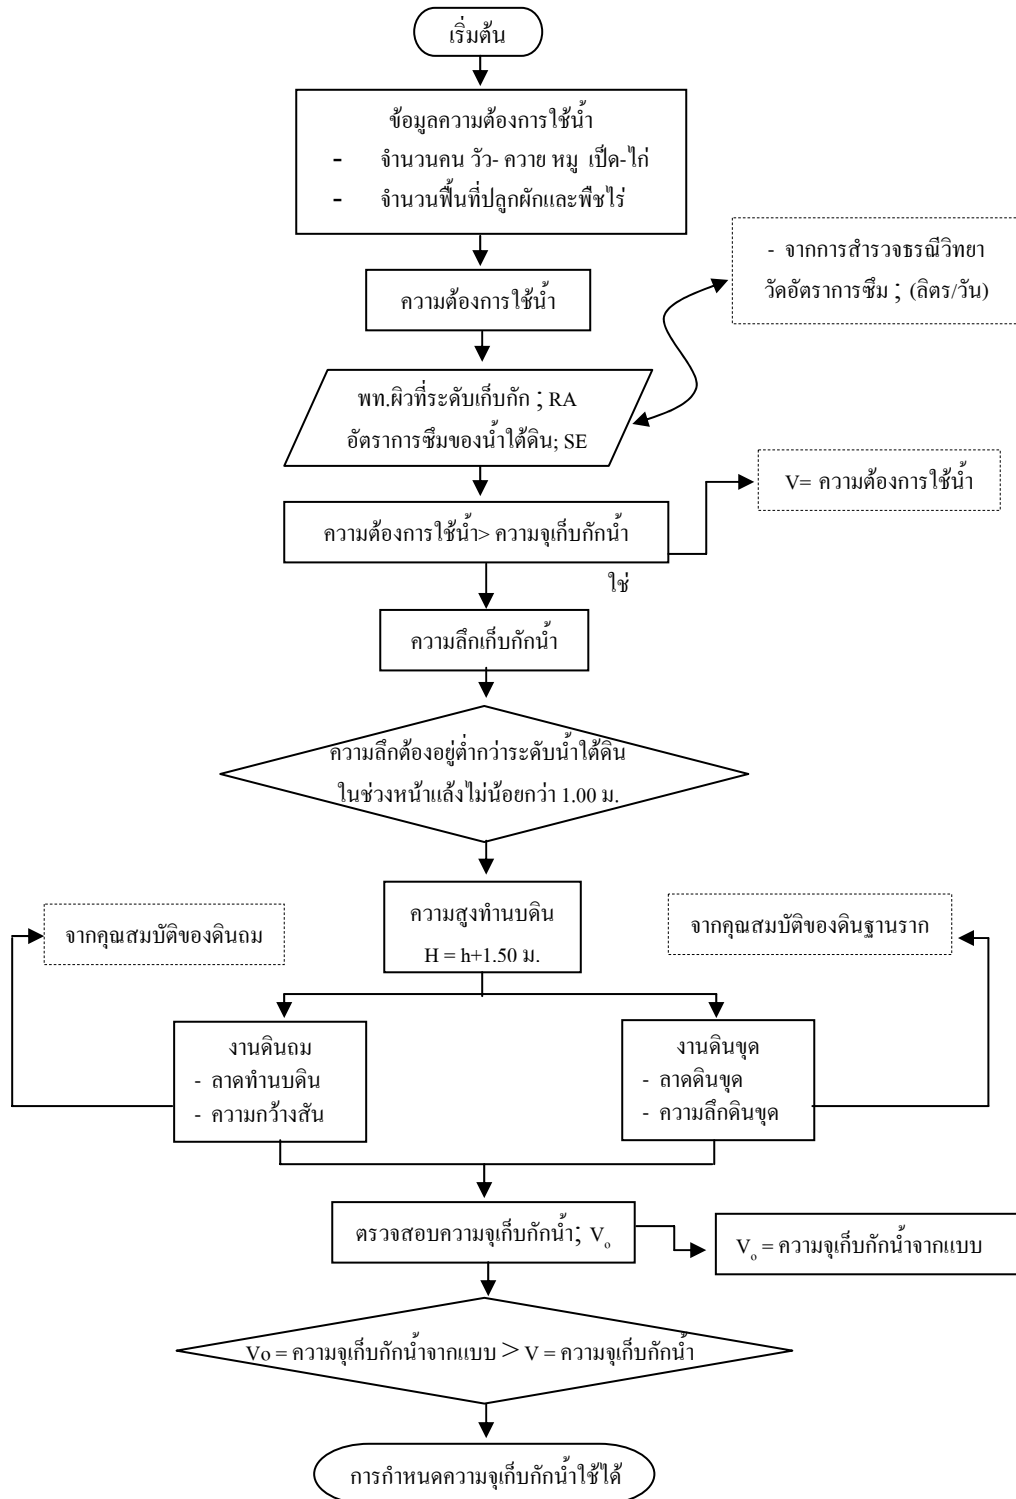 เริ่มต้น
ข้อมูลความต้องการใช้น้ำ
- จำนวนคน วัว- ควาย หมู เป็ด-ไก่
- จำนวนพื้นที่ปลูกผักและพืชไร่
- จากการสำรวจธรณีวิทยา
วัดอัตราการซึม ; (ลิตร/วัน)
ความต้องการใช้น้ำ
พท.ผิวที่ระดับเก็บกัก ; RA
อัตราการซึมของน้ำใต้ดิน; SE
V= ความต้องการใช้น้ำ
ความต้องการใช้น้ำ> ความจุเก็บกักน้ำ
ใช่
ความลึกเก็บกักน้ำ
ความลึกต้องอยู่ต่ำกว่าระดับน้ำใต้ดิน
ในช่วงหน้าแล้งไม่น้อยกว่า 1.00 ม.
ความสูงทำนบดิน
H = h+1.50 ม.
จากคุณสมบัติของดินถม
จากคุณสมบัติของดินฐานราก
งานดินถม
- ลาดทำนบดิน
- ความกว้างสัน
งานดินขุด
- ลาดดินขุด
- ความลึกดินขุด
ตรวจสอบความจุเก็บกักน้ำ; Vₒ
Vₒ = ความจุเก็บกักน้ำจากแบบ
Vo = ความจุเก็บกักน้ำจากแบบ > V = ความจุเก็บกักน้ำ
การกำหนดความจุเก็บกักน้ำใช้ได้